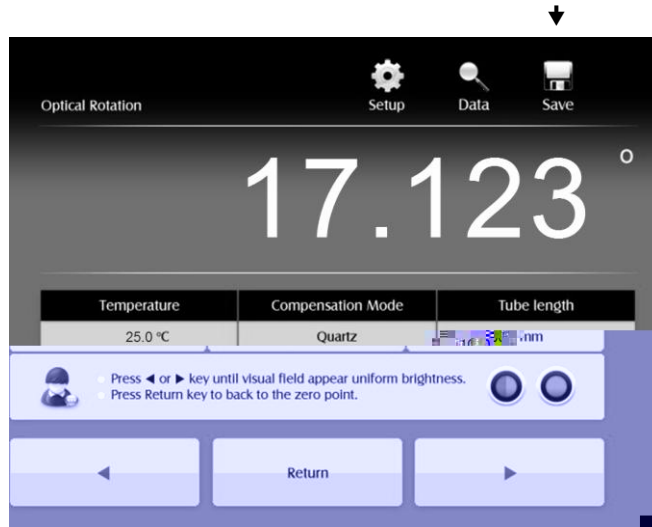 Optical Rotation
Setup Data Save
17.123 °
Temperature Compensation Mode Tube length
25.0 °C Quartz mm
Press ◀ or ▶ key until visual field appear uniform brightness.
Press Return key to back to the zero point.
◀ Return ▶